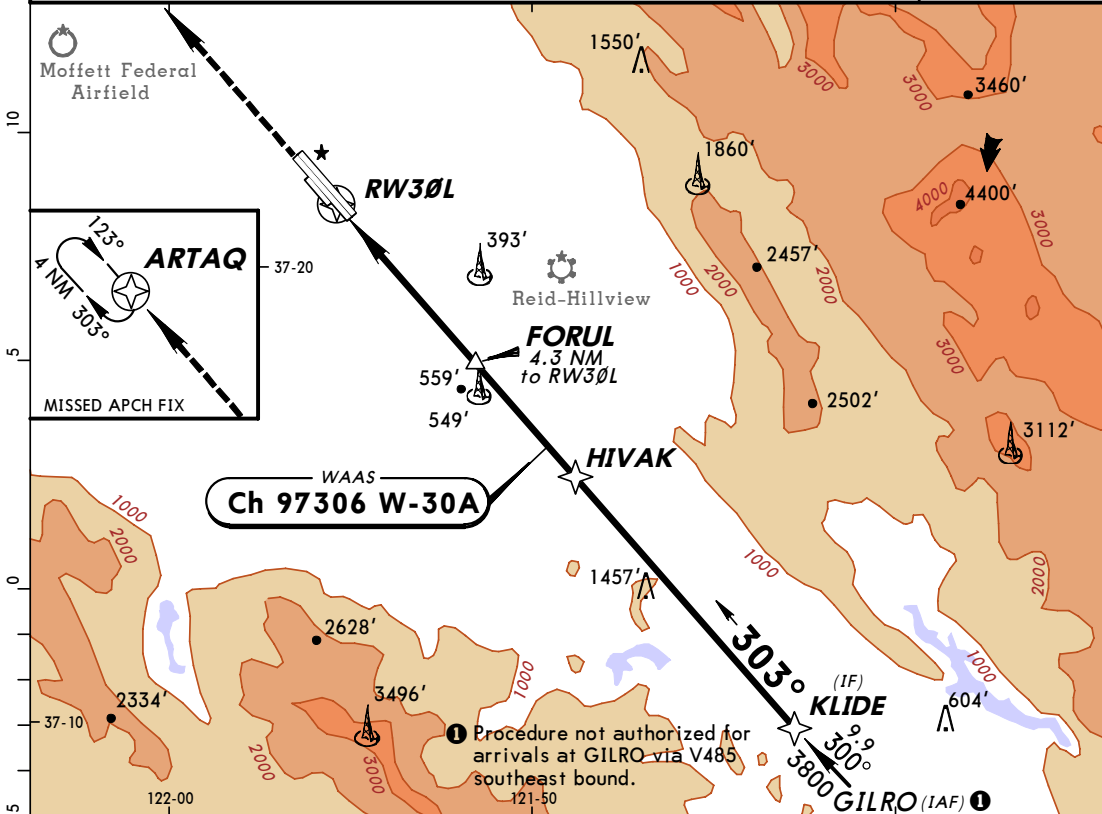 1550'
3460'
3000
3000
Moffett Federal
Airfield
10
1860'
4400'
4000
3000
RW3ØL
123°
4 NM
303°
ARTAQ
37-20
MISSED APCH FIX
393'
Reid-Hillview
2457'
1000
2000
2000
3000
FORUL
4.3 NM
to RW3ØL
5
559'
549'
2502'
3112'
HIVAK
WAAS
Ch 97306 W-30A
1000
2000
1000
2000
0
1457'
303°
2628'
1000
1000
(IF)
KLIDE
604'
2334'
3496'
37-10
9.9
300°
3800
2000
3000
❶ Procedure not authorized for
arrivals at GILRO via V485
southeast bound.
GILRO (IAF) ❶
5
122-00
121-50